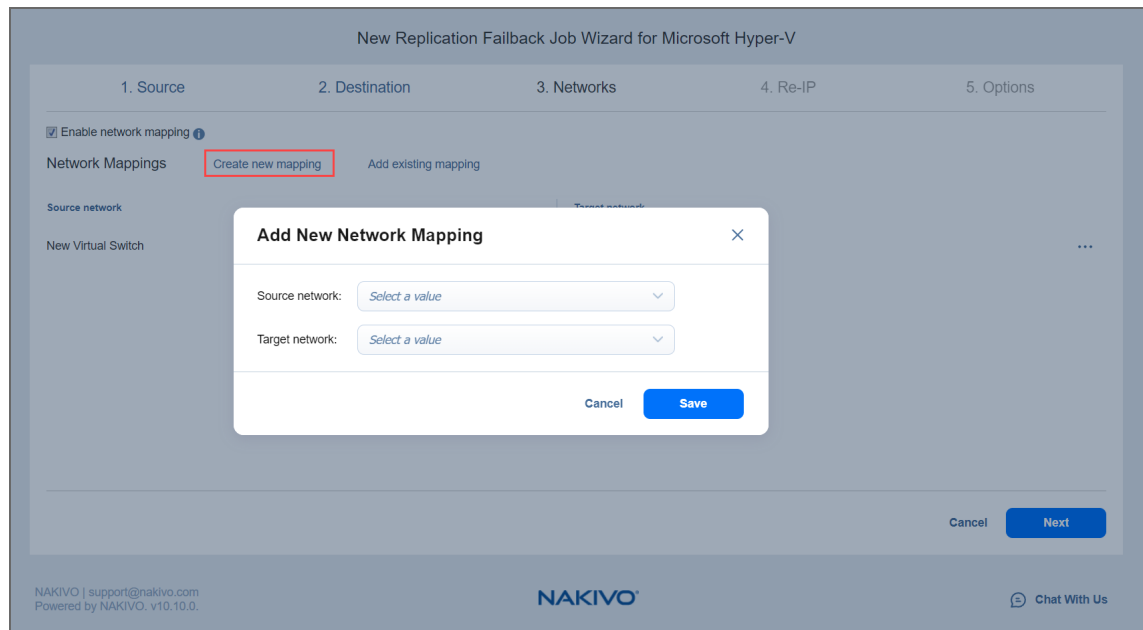 New Replication Failback Job Wizard for Microsoft Hyper-V
1. Source 2. Destination 3. Networks 4. Re-IP 5. Options
Enable network mapping
Network Mappings Create new mapping Add existing mapping
Source network Target network
New Virtual Switch
Add New Network Mapping
Source network: Select a value
Target network: Select a value
Cancel Save
Cancel Next
NAKIVO | support@nakivo.com
Powered by NAKIVO. v10.10.0.
NAKIVO®
Chat With Us